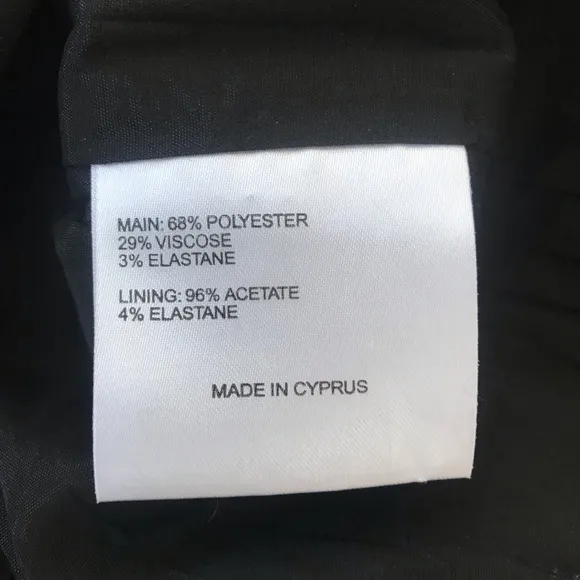 MAIN: 68% POLYESTER
29% VISCOSE
3% ELASTANE
LINING: 96% ACETATE
4% ELASTANE
MADE IN CYPRUS